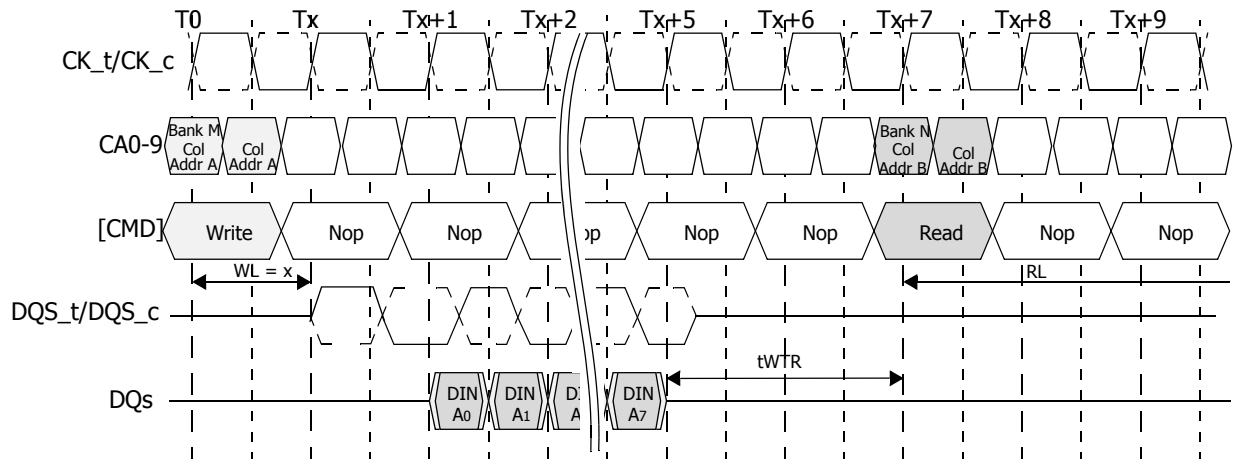 T0 Tx Tx+1 Tx+2 Tx+5 Tx+6 Tx+7 Tx+8 Tx+9
CK_t/CK_c
CA0-9
Bank M
Col
Addr A
Col
Addr A
Bank N
Col
Addr B
Col
Addr B
[CMD] Write Nop Nop Nop Nop Read Nop Nop
WL = x
RL
DQS_t/DQS_c
tWTR
DQs
DIN
A0
DIN
A1
DIN
A7